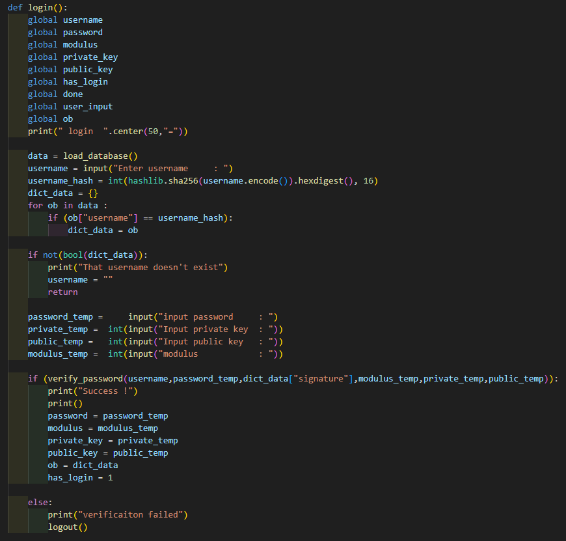 def login():
    global username
    global password
    global modulus
    global private_key
    global public_key
    global has_login
    global done
    global user_input
    global ob
    print(" login  ".center(50,"="))

    data = load_database()
    username = input("Enter username     : ")
    username_hash = int(hashlib.sha256(username.encode()).hexdigest(), 16)
    dict_data = {}
    for ob in data :
        if (ob["username"] == username_hash):
            dict_data = ob

    if not(bool(dict_data)):
        print("That username doesn't exist")
        username = ""
        return

    password_temp =     input("input password     : ")
    private_temp =  int(input("Input private key  : "))
    public_temp =   int(input("Input public key   : "))
    modulus_temp =  int(input("modulus            : "))

    if (verify_password(username,password_temp,dict_data["signature"],modulus_temp,private_temp,public_temp)):
        print("Success !")
        print()
        password = password_temp
        modulus = modulus_temp
        private_key = private_temp
        public_key = public_temp
        ob = dict_data
        has_login = 1

    else:
        print("verificaiton failed")
        logout()